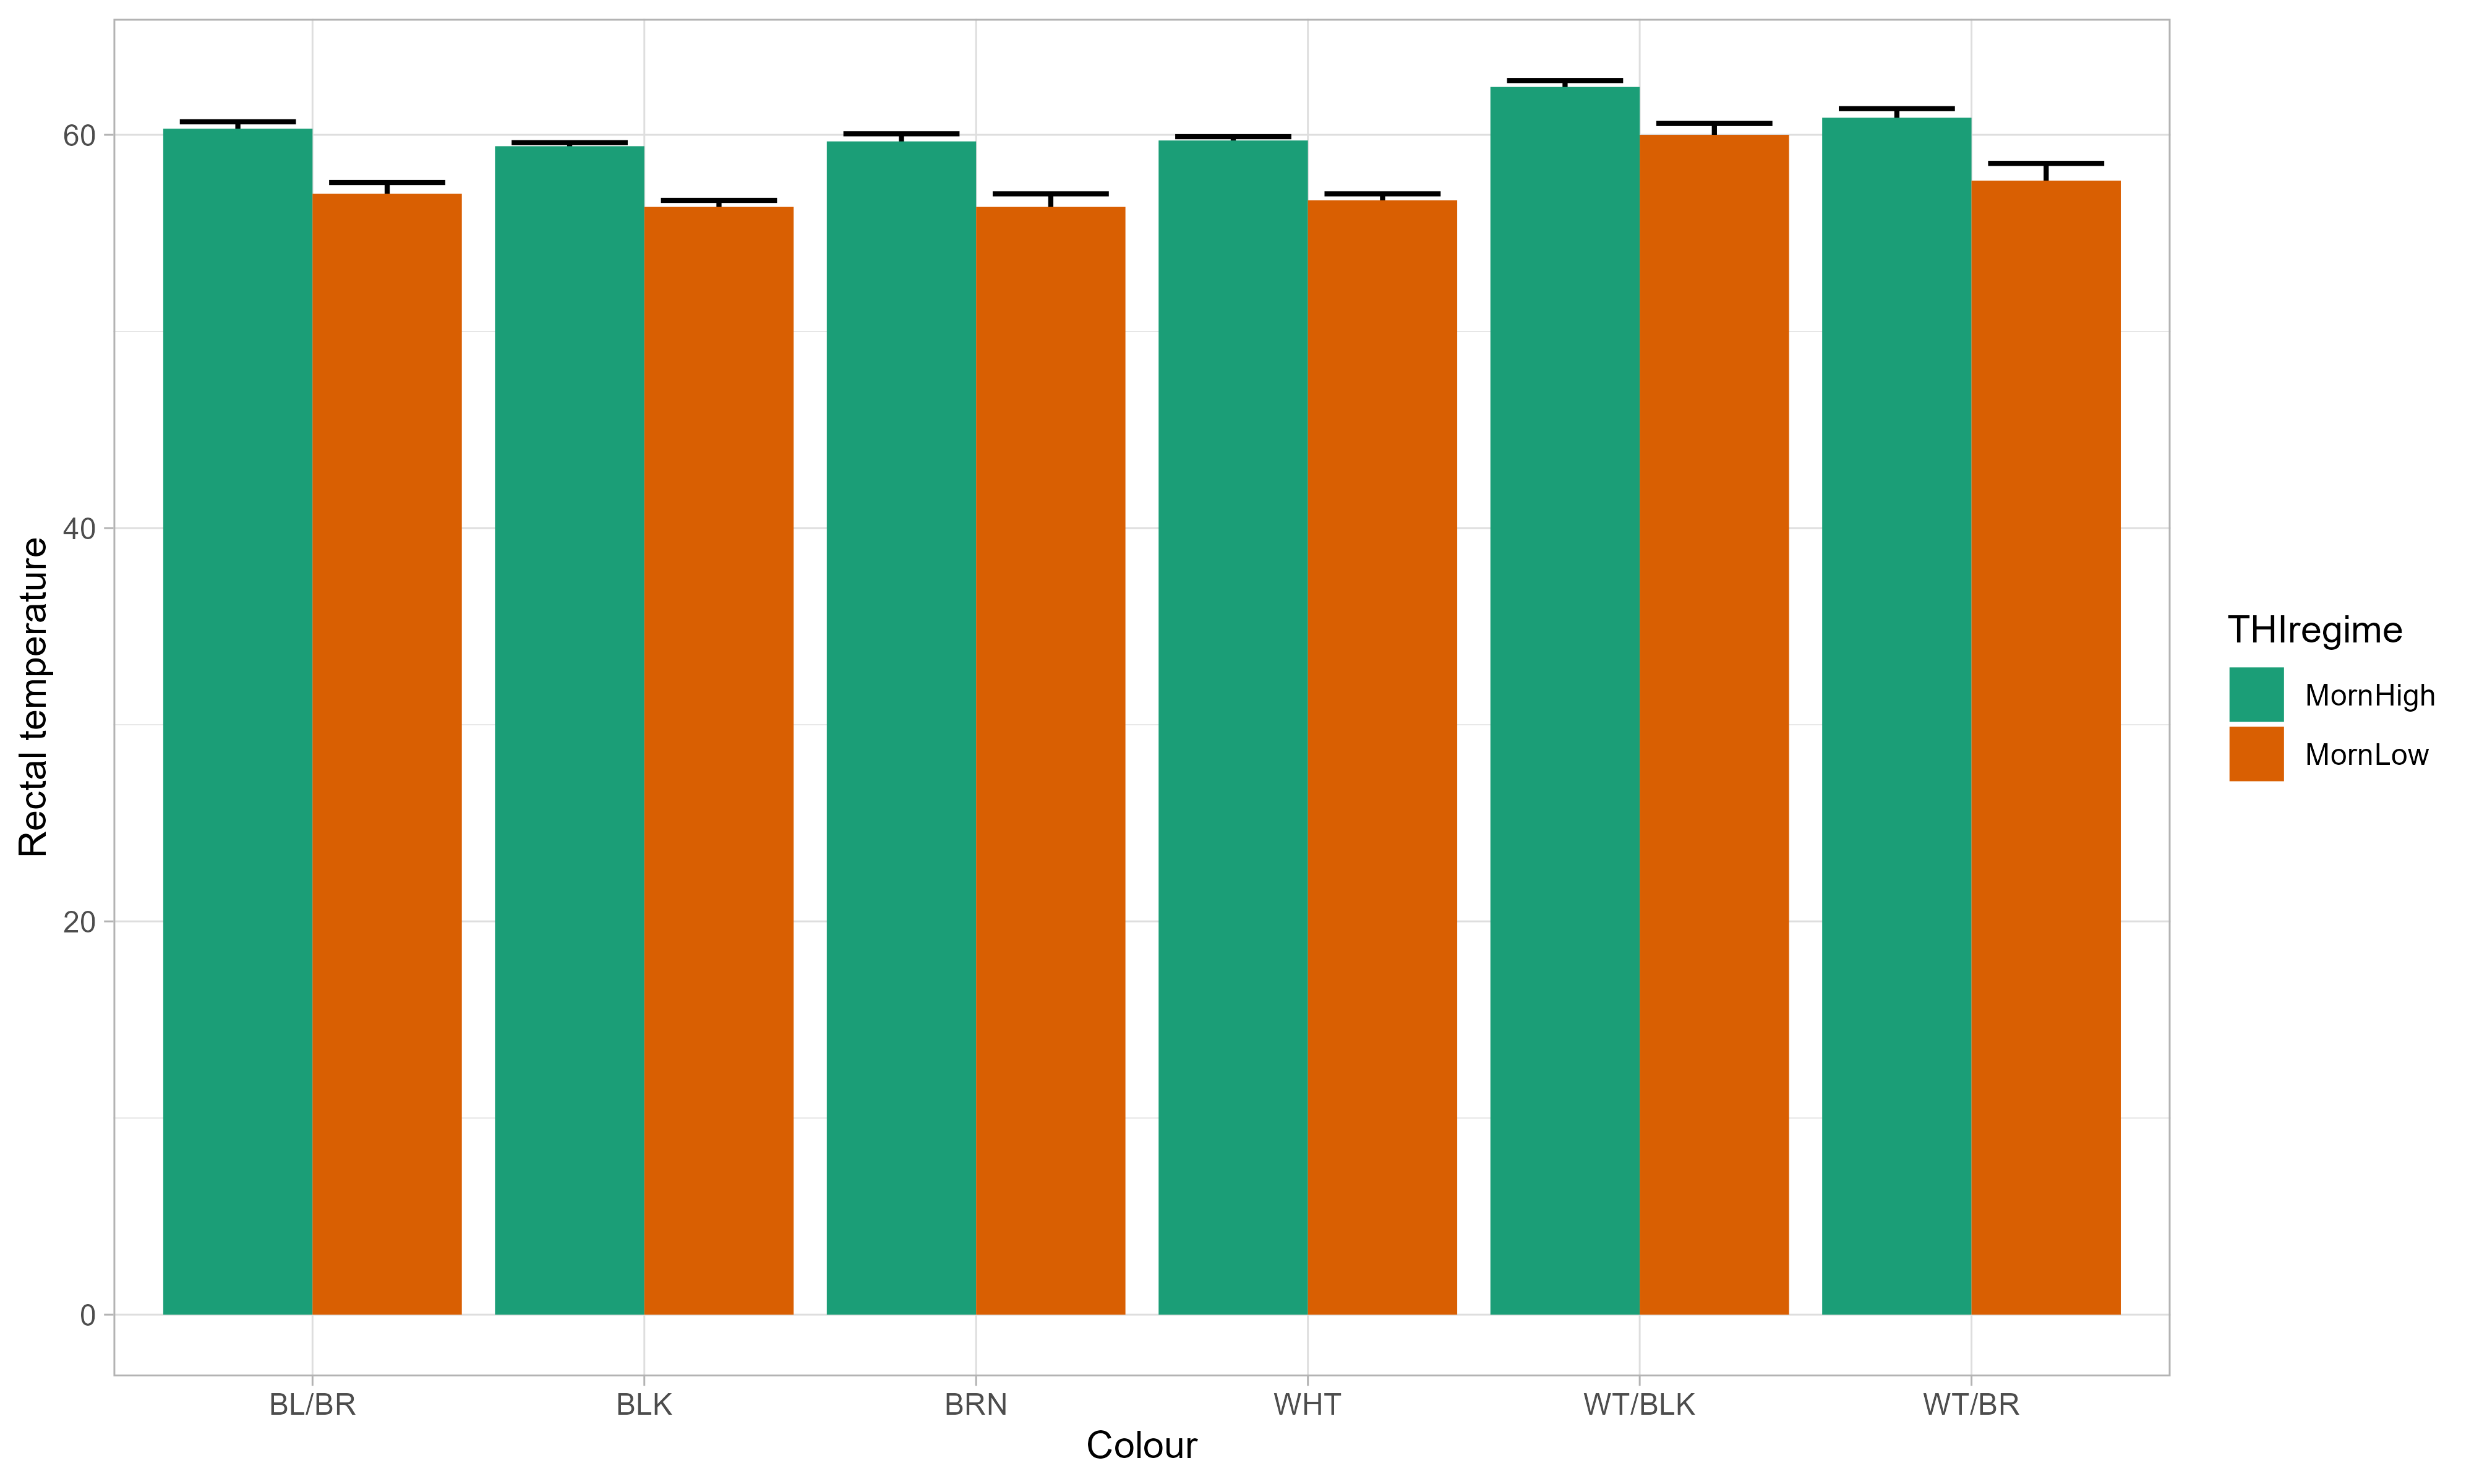 Rectal temperature
60
40
20
0
BL/BR
BLK
BRN
WHT
WT/BLK
WT/BR
Colour
THIregime
MornHigh
MornLow